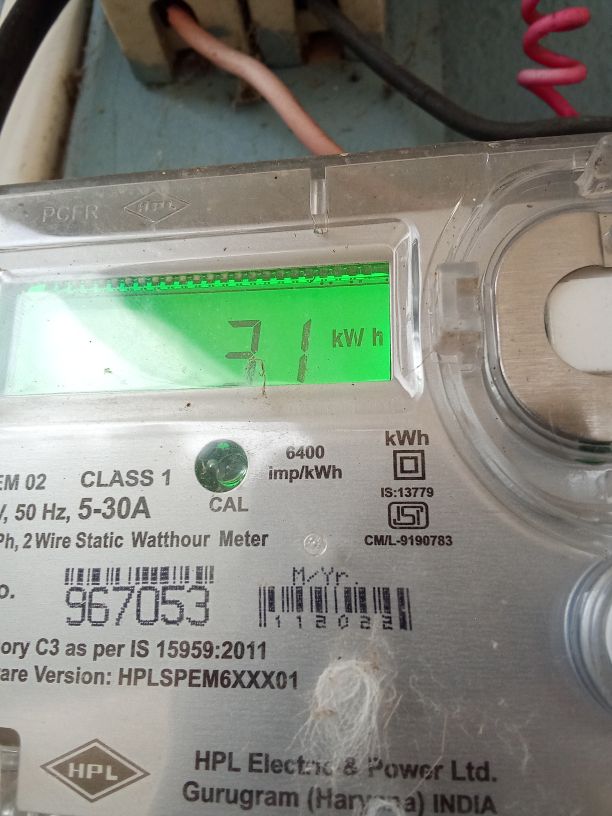 PCFR HPL
kW h
EM 02 CLASS 1
6400
imp/kWh
kWh
IS:13779
ISI
CM/L-9190783
V, 50 Hz, 5-30A
CAL
Ph, 2 Wire Static Watthour Meter
o. 967053
M/Yr.
112022
ory C3 as per IS 15959:2011
are Version: HPLSPEM6XXX01
HPL
HPL Electric & Power Ltd.
Gurugram (Haryana) INDIA